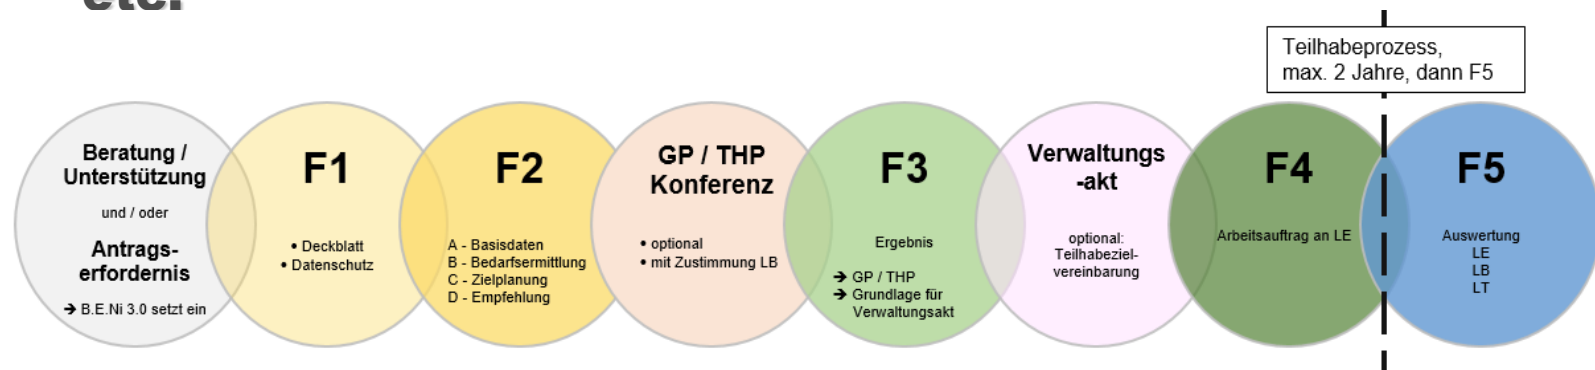 etc.
Teilhabeprozess,
max. 2 Jahre, dann F5
Beratung /
Unterstützung
und / oder
Antrags-
erfordernis
➔ B.E.Ni 3.0 setzt ein
F1
• Deckblatt
• Datenschutz
F2
A - Basisdaten
B - Bedarfsermittlung
C - Zielplanung
D - Empfehlung
GP / THP
Konferenz
• optional
• mit Zustimmung LB
F3
Ergebnis
➔ GP / THP
➔ Grundlage für
Verwaltungsakt
Verwaltungs
-akt
optional:
Teilhabeziel-
vereinbarung
F4
Arbeitsauftrag an LE
F5
Auswertung
LE
LB
LT